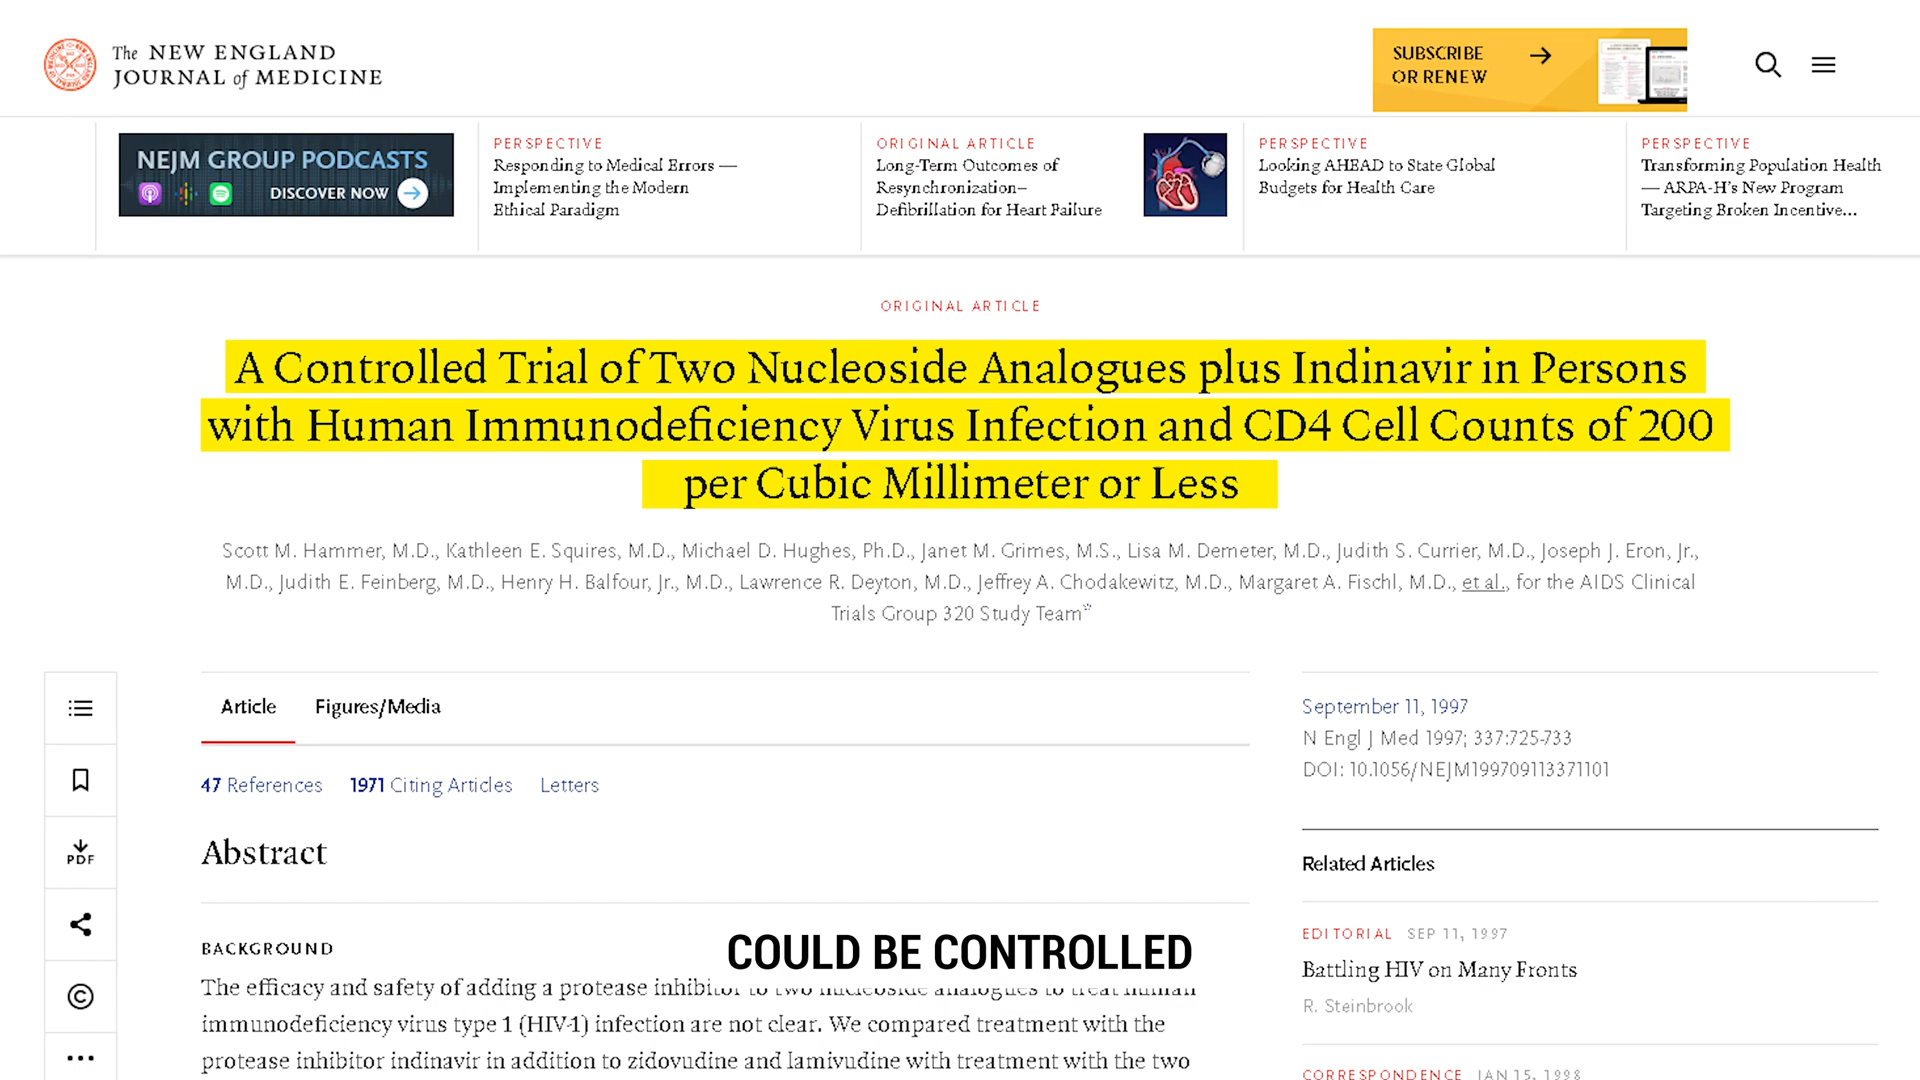 The NEW ENGLAND
JOURNAL of MEDICINE
SUBSCRIBE
OR RENEW
NEJM GROUP PODCASTS
DISCOVER NOW
PERSPECTIVE
Responding to Medical Errors —
Implementing the Modern
Ethical Paradigm
ORIGINAL ARTICLE
Long-Term Outcomes of
Resynchronization–
Defibrillation for Heart Failure
PERSPECTIVE
Looking AHEAD to State Global
Budgets for Health Care
PERSPECTIVE
Transforming Population Health
— ARPA-H's New Program
Targeting Broken Incentive...
ORIGINAL ARTICLE
A Controlled Trial of Two Nucleoside Analogues plus Indinavir in Persons
with Human Immunodeficiency Virus Infection and CD4 Cell Counts of 200
per Cubic Millimeter or Less
Scott M. Hammer, M.D., Kathleen E. Squires, M.D., Michael D. Hughes, Ph.D., Janet M. Grimes, M.S., Lisa M. Demeter, M.D., Judith S. Currier, M.D., Joseph J. Eron, Jr.,
M.D., Judith E. Feinberg, M.D., Henry H. Balfour, Jr., M.D., Lawrence R. Deyton, M.D., Jeffrey A. Chodakewitz, M.D., Margaret A. Fischl, M.D., et al., for the AIDS Clinical
Trials Group 320 Study Team*
Article Figures/Media
47 References 1971 Citing Articles Letters
Abstract
BACKGROUND
COULD BE CONTROLLED
The efficacy and safety of adding a protease inhibitor to two nucleoside analogues to treat human
immunodeficiency virus type 1 (HIV-1) infection are not clear. We compared treatment with the
protease inhibitor indinavir in addition to zidovudine and lamivudine with treatment with the two
PDF
September 11, 1997
N Engl J Med 1997; 337:725-733
DOI: 10.1056/NEJM199709113371101
Related Articles
EDITORIAL SEP 11, 1997
Battling HIV on Many Fronts
R. Steinbrook
CORRESPONDENCE JAN 15, 1998